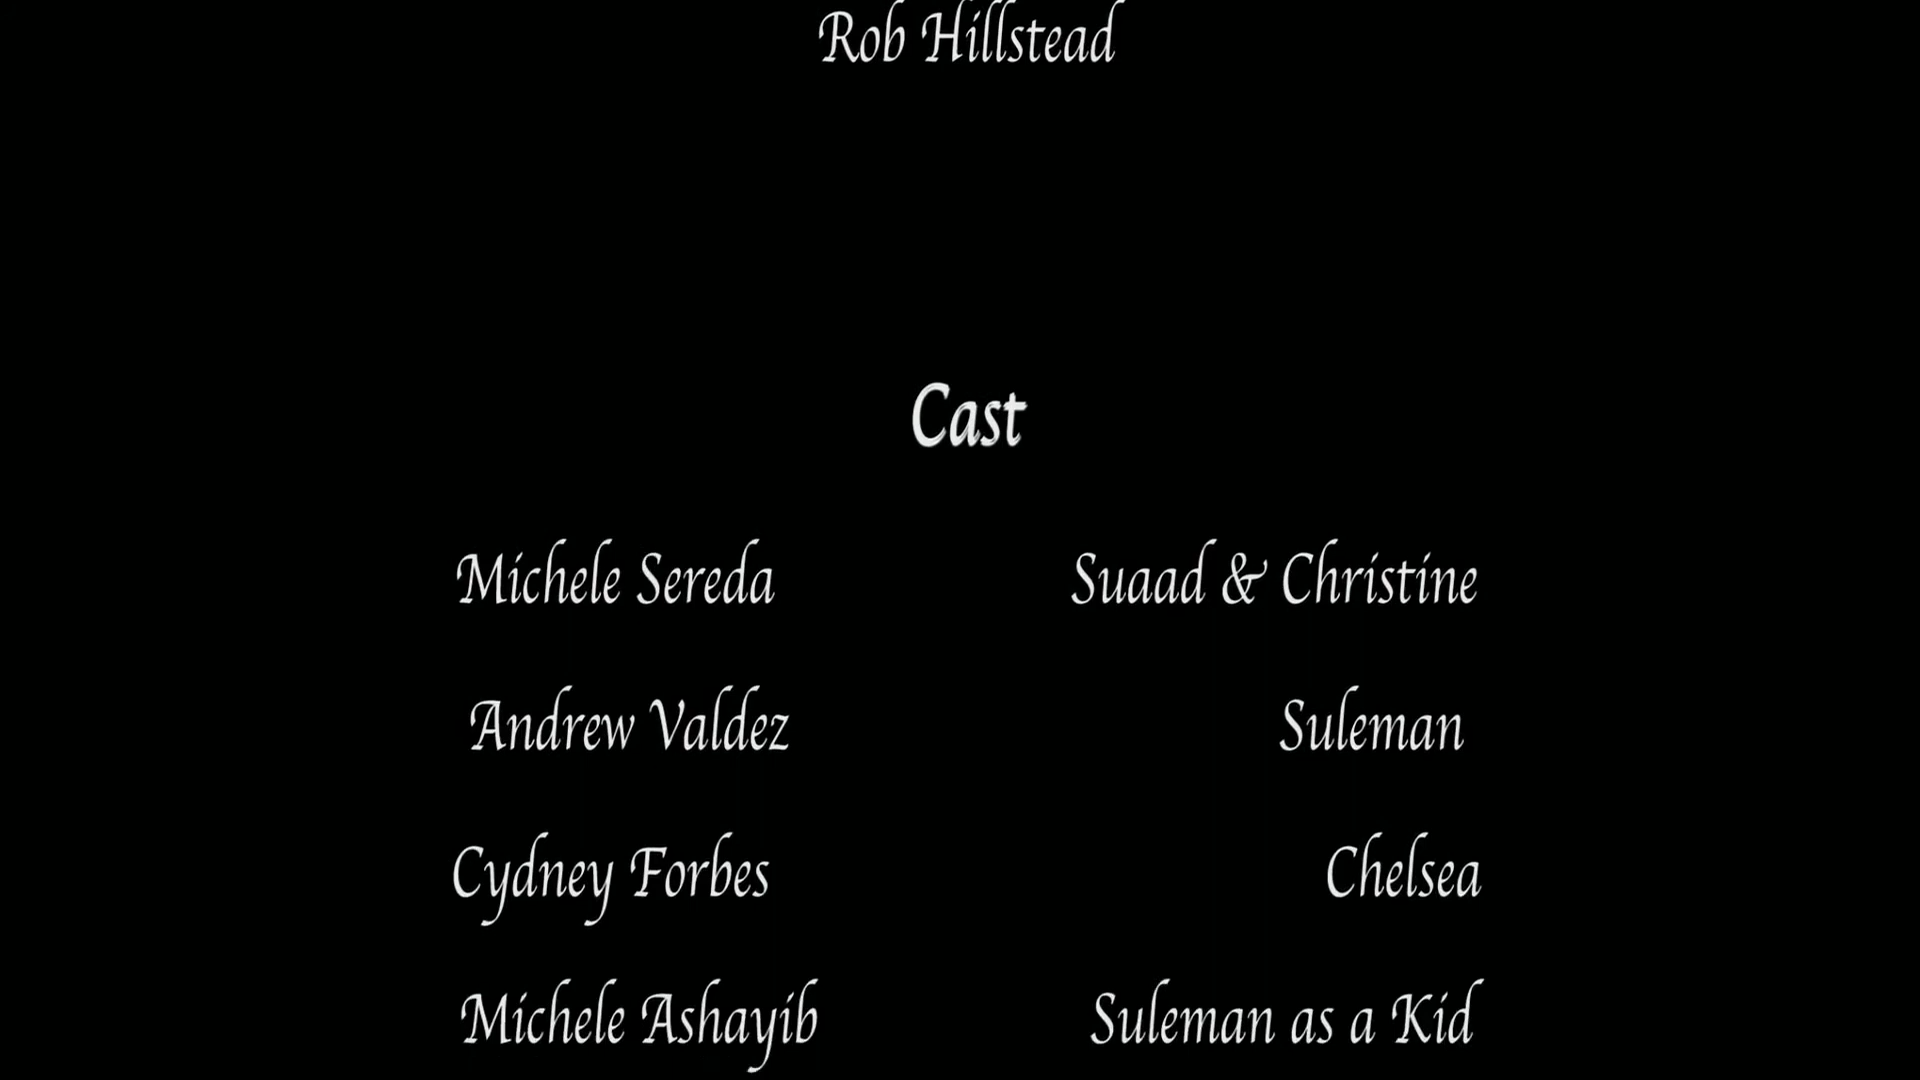 Rob Hillstead
Cast
Michele Sereda Suaad & Christine
Andrew Valdez Suleman
Cydney Forbes Chelsea
Michele Ashayib Suleman as a Kid